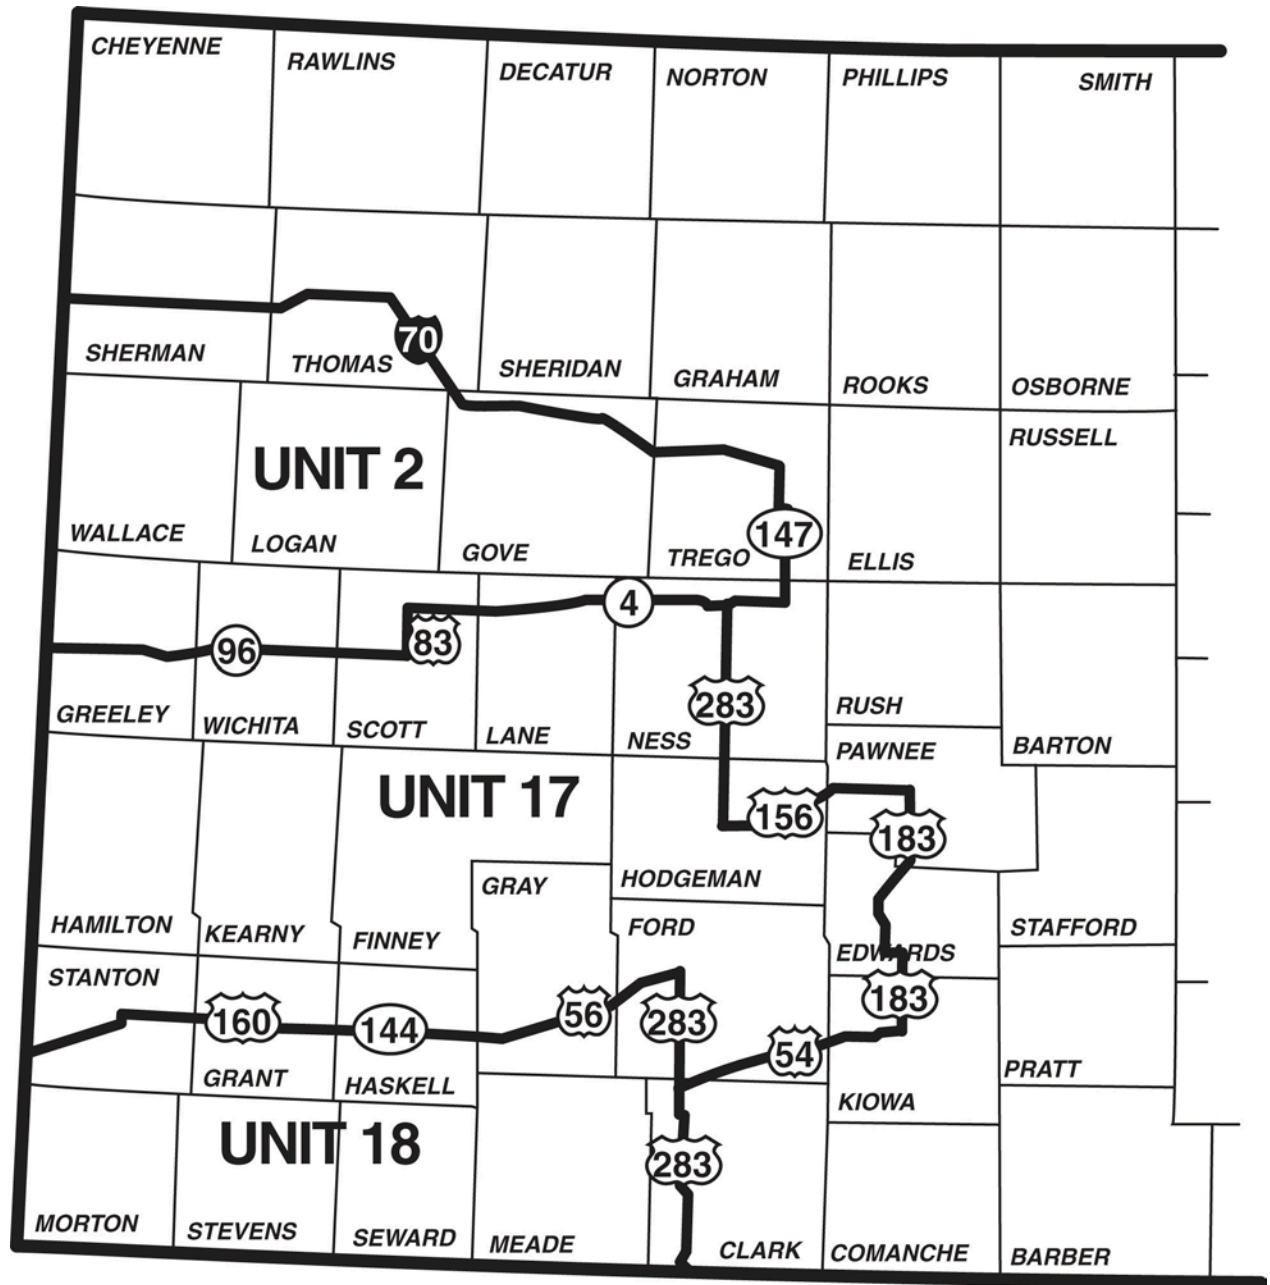 CHEYENNE
RAWLINS
DECATUR
NORTON
PHILLIPS
SMITH
SHERMAN
THOMAS
70
SHERIDAN
GRAHAM
ROOKS
OSBORNE
RUSSELL
UNIT 2
WALLACE
LOGAN
GOVE
TREGO
147
ELLIS
4
96
83
GREELEY
WICHITA
SCOTT
LANE
NESS
283
RUSH
PAWNEE
BARTON
UNIT 17
156
183
GRAY
HODGEMAN
HAMILTON
KEARNY
FINNEY
FORD
EDWARDS
STAFFORD
STANTON
160
144
56
283
183
54
GRANT
HASKELL
PRATT
KIOWA
UNIT 18
283
MORTON
STEVENS
SEWARD
MEADE
CLARK
COMANCHE
BARBER